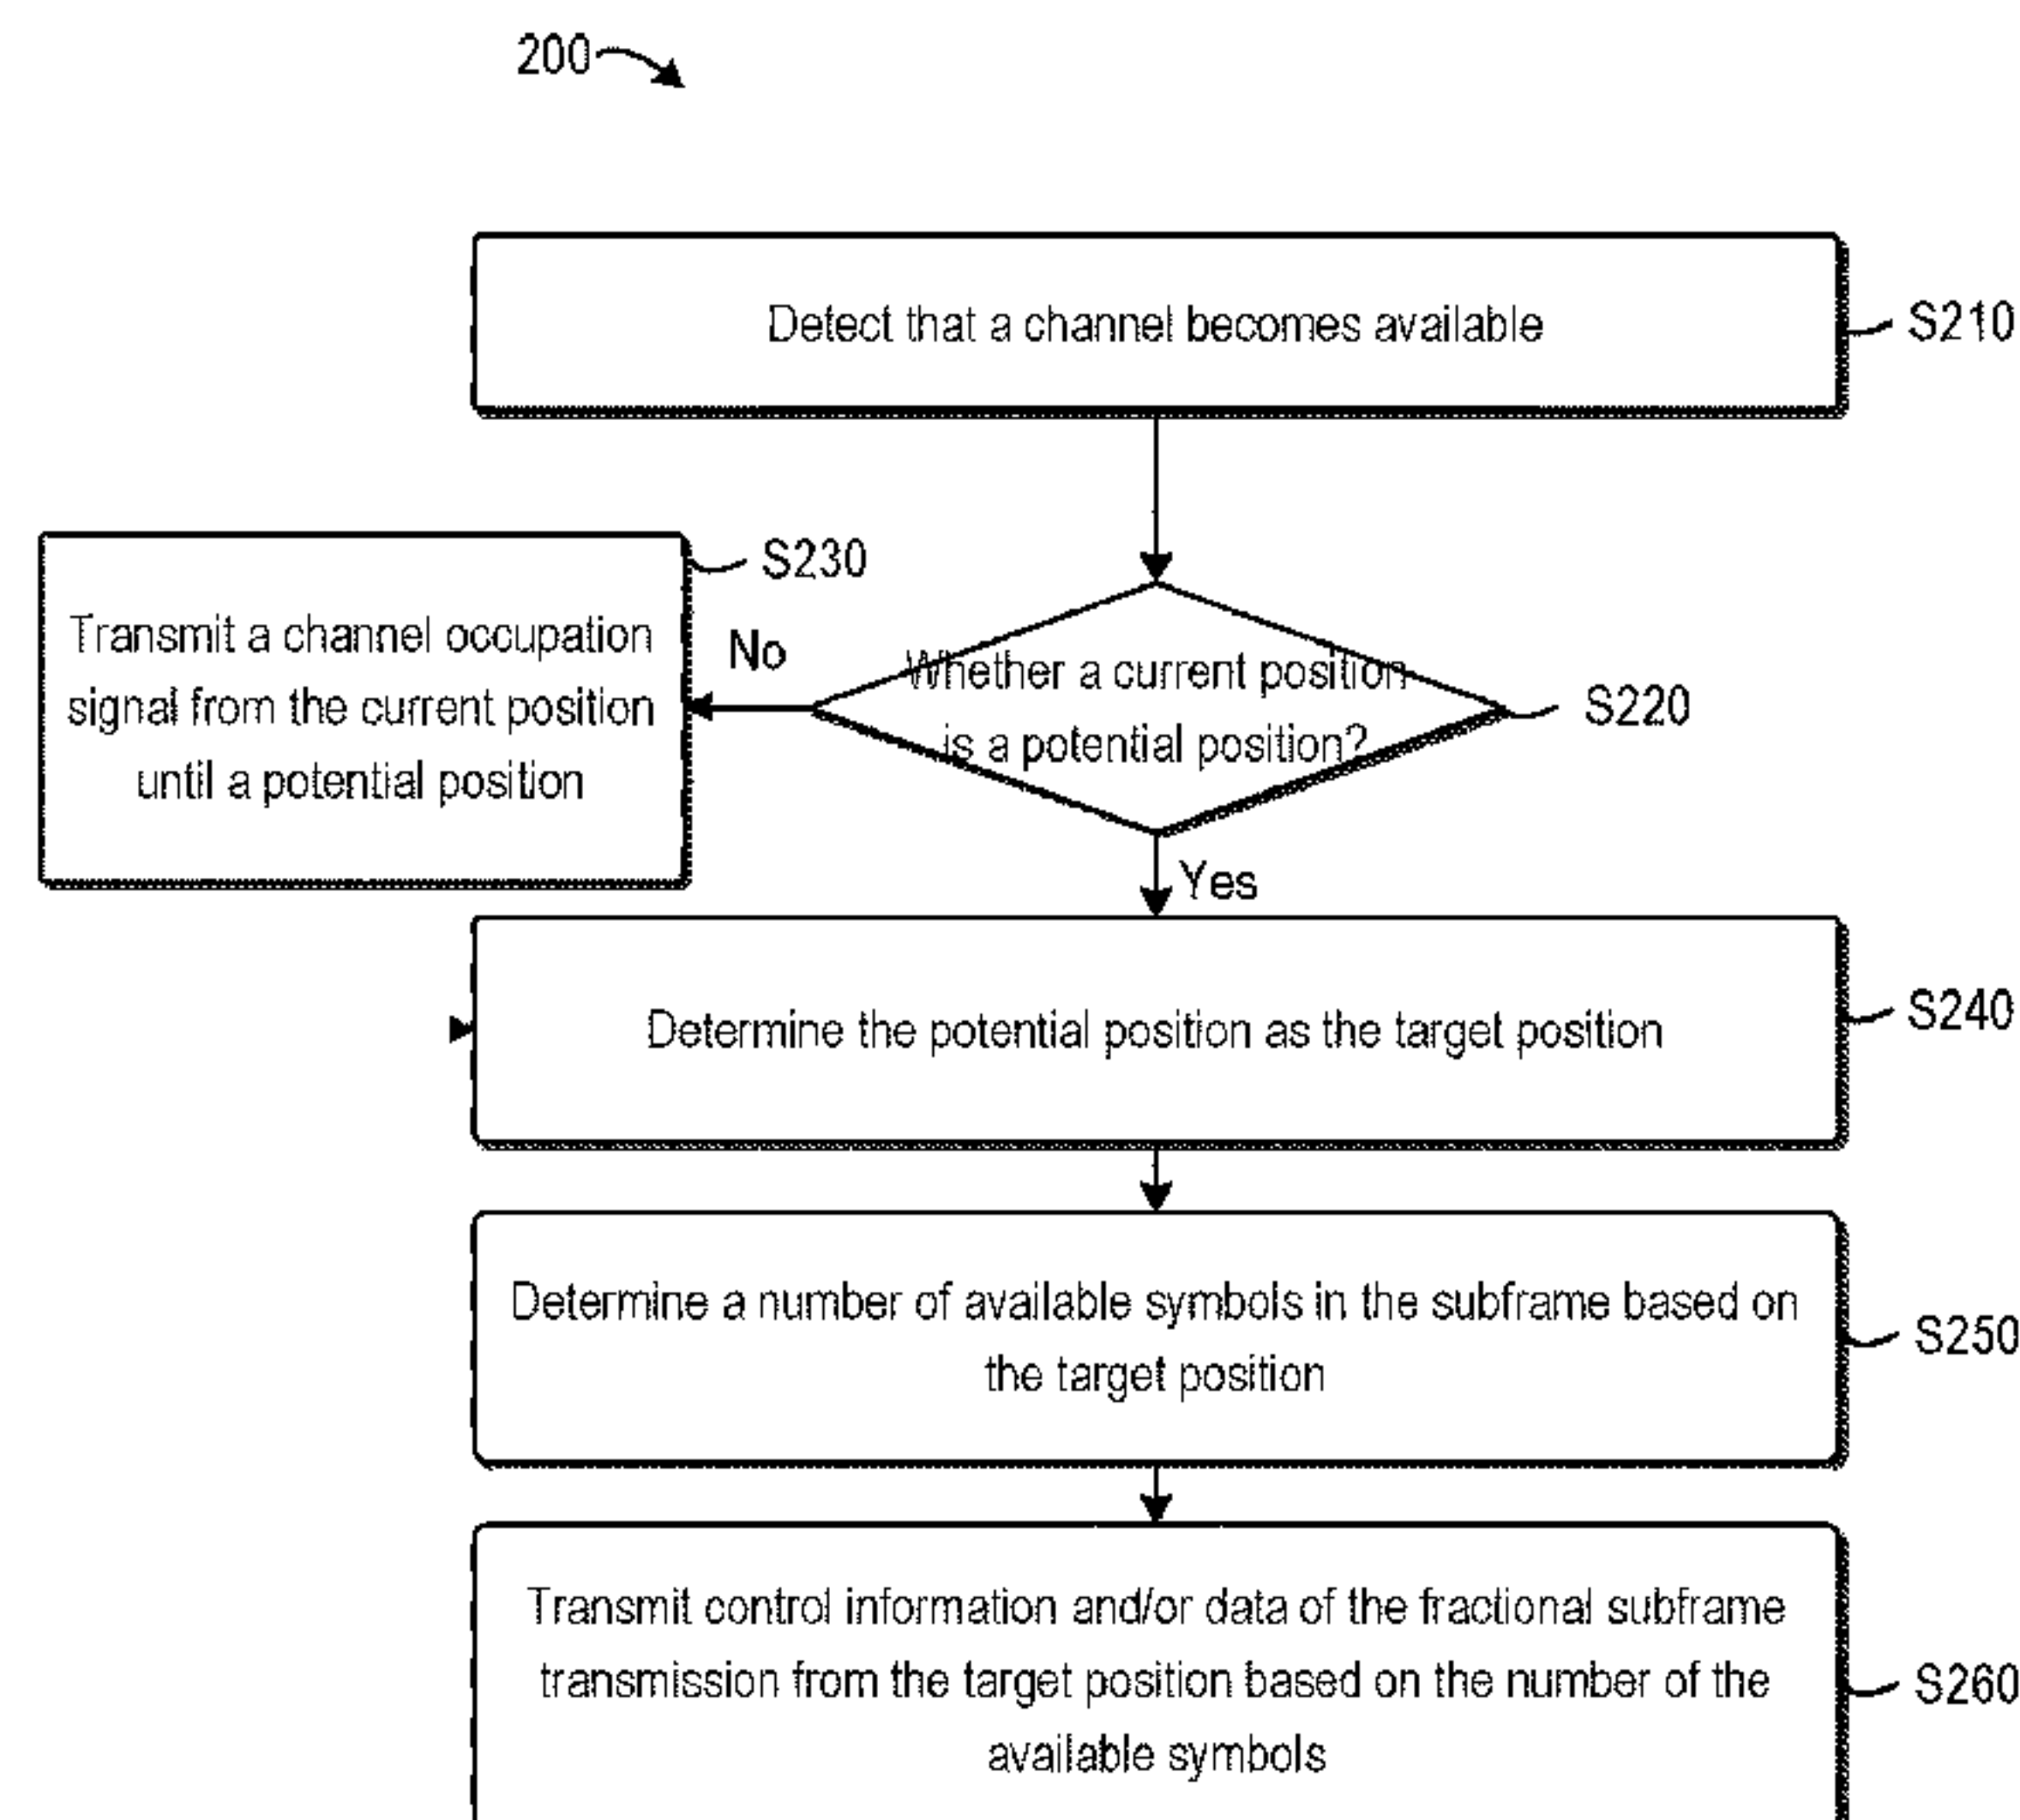 200
Detect that a channel becomes available
S210
S230
Transmit a channel occupation
signal from the current position
until a potential position
No
Whether a current position
is a potential position?
S220
Yes
Determine the potential position as the target position
S240
Determine a number of available symbols in the subframe based on
the target position
S250
Transmit control information and/or data of the fractional subframe
transmission from the target position based on the number of the
available symbols
S260